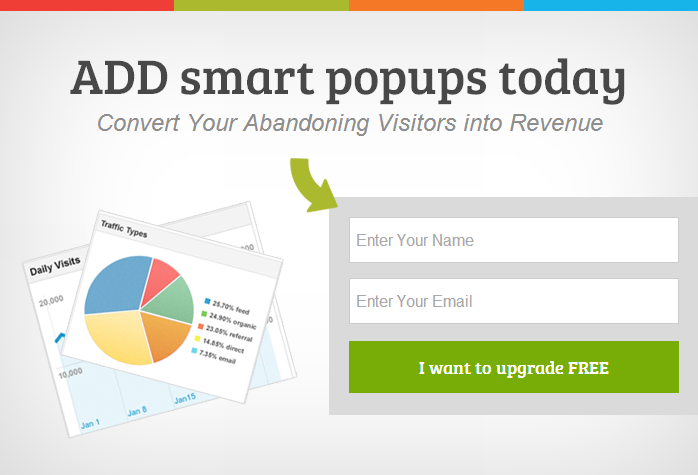 ADD smart popups today
Convert Your Abandoning Visitors into Revenue
Enter Your Name
Enter Your Email
I want to upgrade FREE
Traffic Types
25.70% feed
24.90% organic
23.05% referral
14.85% direct
7.35% email
Daily Visits
20,000
10,000
Jan 1
Jan 8
Jan15